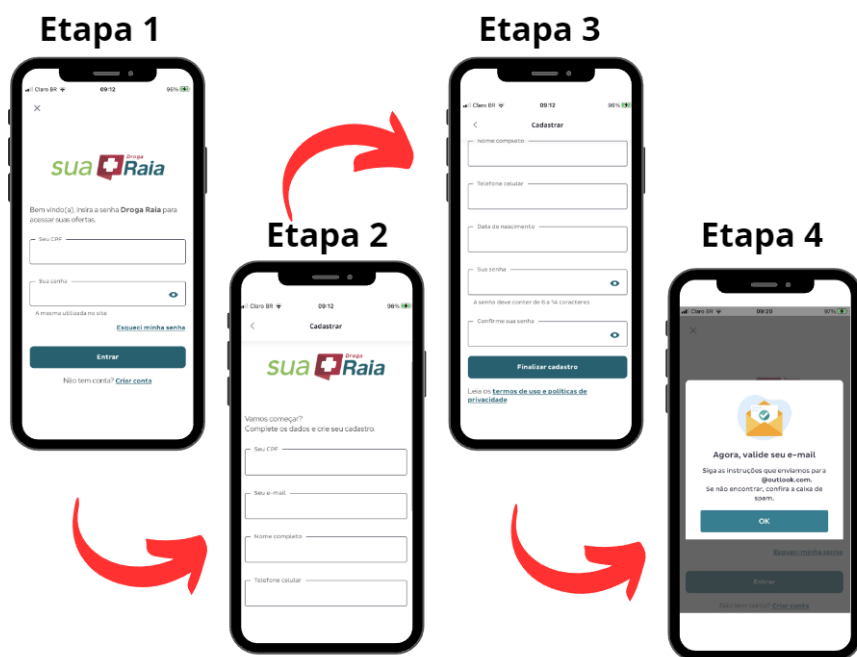 Etapa 1
Claro BR
09:12
96%
sua Droga Raia
Bem vindo(a), insira a senha Droga Raia para
acessar suas ofertas.
Seu CPF
Sua senha
A mesma utilizada no site
Esqueci minha senha
Entrar
Não tem conta? Criar conta
Etapa 2
Claro BR
09:12
96%
Cadastrar
sua Droga Raia
Vamos começar?
Complete os dados e crie seu cadastro.
Seu CPF
Seu e-mail
Nome completo
Telefone celular
Etapa 3
Claro BR
09:12
96%
Cadastrar
Nome completo
Telefone celular
Data de nascimento
Sua senha
A senha deve conter de 6 a 14 caracteres
Confirme sua senha
Finalizar cadastro
Leia os termos de uso e políticas de
privacidade
Etapa 4
Claro BR
09:20
97%
Agora, valide seu e-mail
Siga as instruções que enviamos para
@outlook.com.
Se não encontrar, confira a caixa de
spam.
OK
Esqueci minha senha
Entrar
Não tem conta? Criar conta